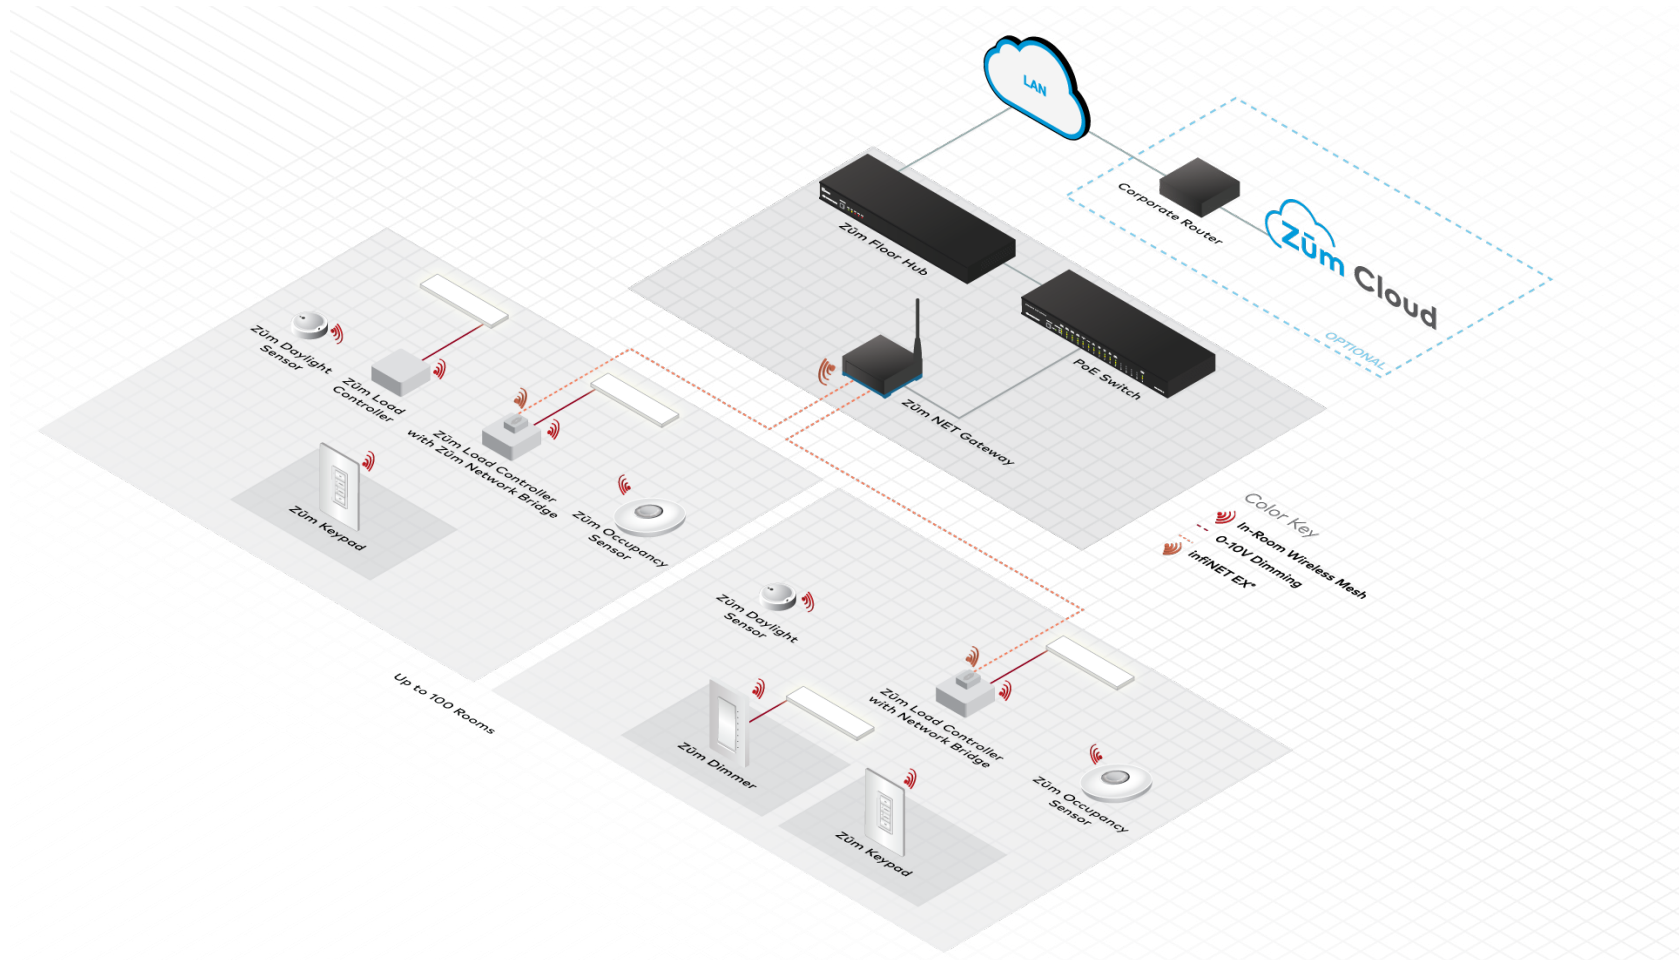 LAN
Corporate Router
Zūm Cloud
OPTIONAL
Zūm Floor Hub
PoE Switch
Zūm NET Gateway
Zūm Daylight
Sensor
Zūm Load
Controller
Zūm Load Controller
with Zūm Network Bridge
Zūm Keypad
Zūm Occupancy
Sensor
Up to 100 Rooms
Color Key
In-Room Wireless Mesh
0-10V Dimming
infiNET EX®
Zūm Daylight
Sensor
Zūm Load Controller
with Network Bridge
Zūm Dimmer
Zūm Keypad
Zūm Occupancy
Sensor